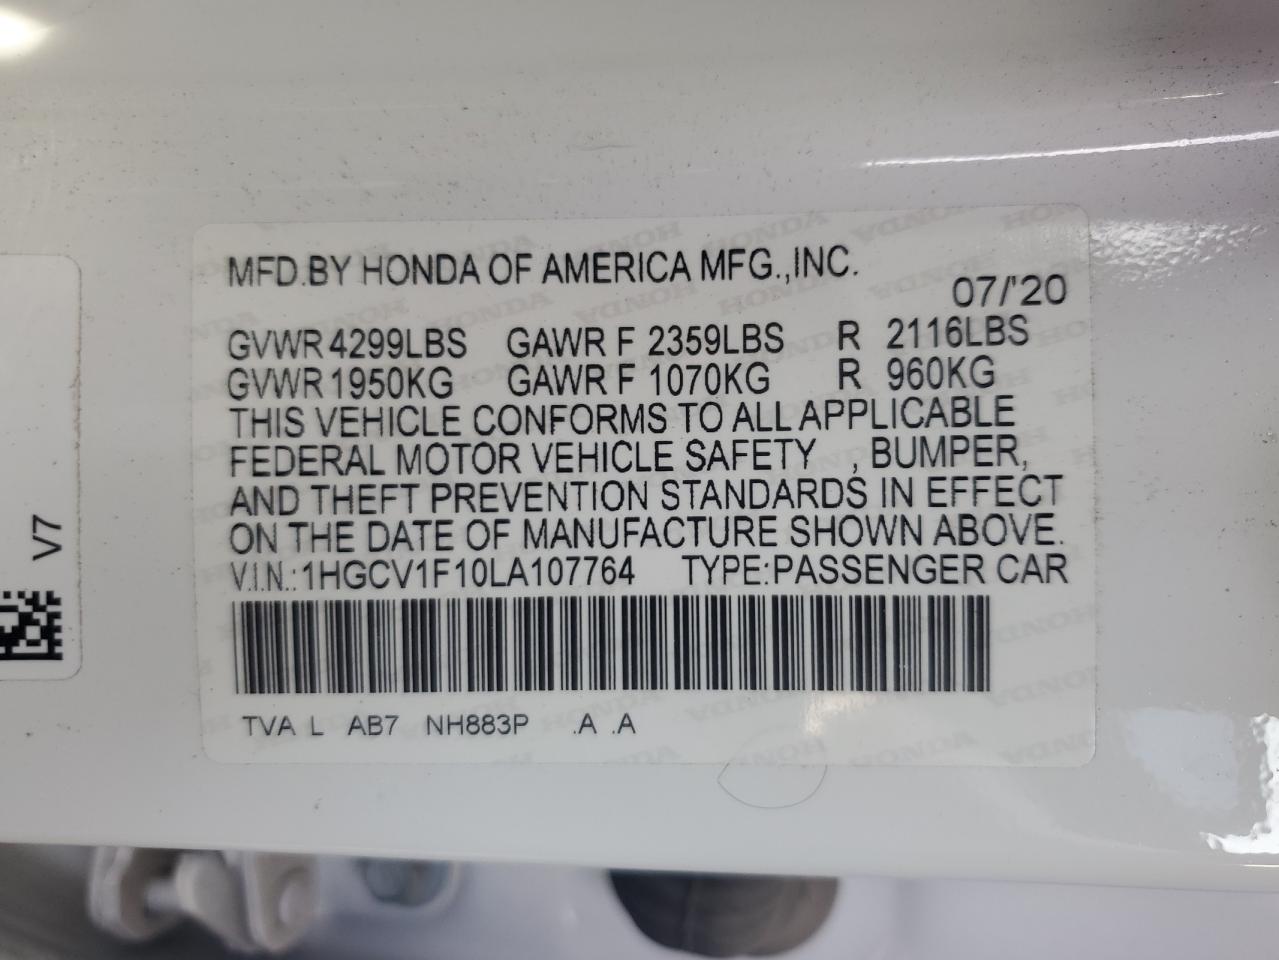 MFD.BY HONDA OF AMERICA MFG.,INC.
07/'20
GVWR 4299LBS GAWR F 2359LBS R 2116LBS
GVWR 1950KG GAWR F 1070KG R 960KG
THIS VEHICLE CONFORMS TO ALL APPLICABLE
FEDERAL MOTOR VEHICLE SAFETY , BUMPER,
AND THEFT PREVENTION STANDARDS IN EFFECT
ON THE DATE OF MANUFACTURE SHOWN ABOVE.
V.I.N.:1HGCV1F10LA107764 TYPE:PASSENGER CAR
TVA L AB7 NH883P .A .A
V7